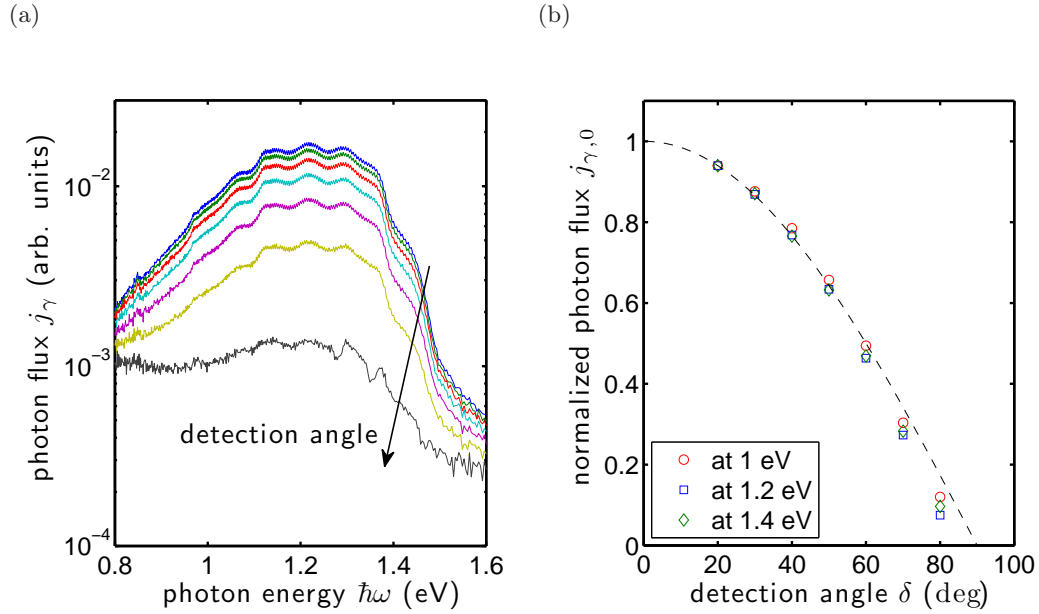 (a)
(b)
photon flux j_γ (arb. units)
10^−2
10^−3
10^−4
0.8
1
1.2
1.4
1.6
detection angle
photon energy ℏω (eV)
normalized photon flux j_γ,0
1
0.8
0.6
0.4
0.2
0
at 1 eV
at 1.2 eV
at 1.4 eV
0 20 40 60 80 100
detection angle δ (deg)